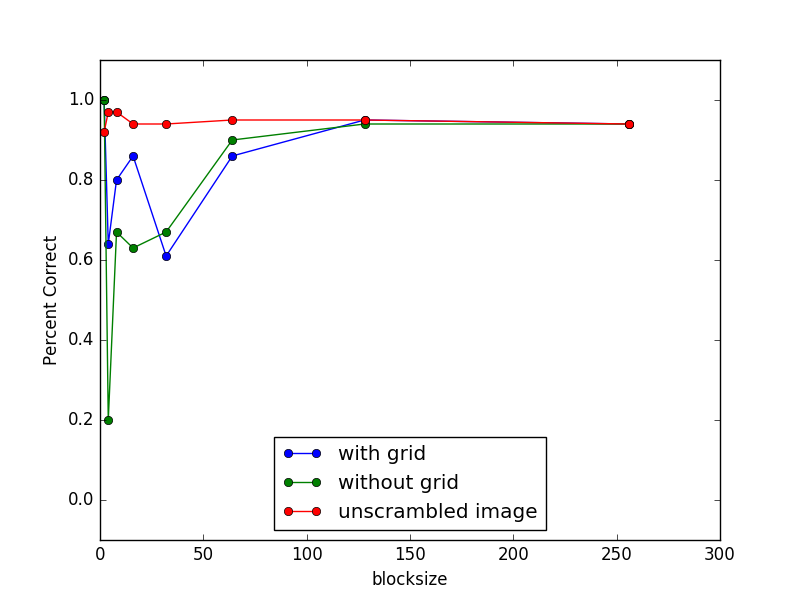 1.0
0.8
0.6
0.4
0.2
0.0
Percent Correct
with grid
without grid
unscrambled image
0 50 100 150 200 250 300
blocksize